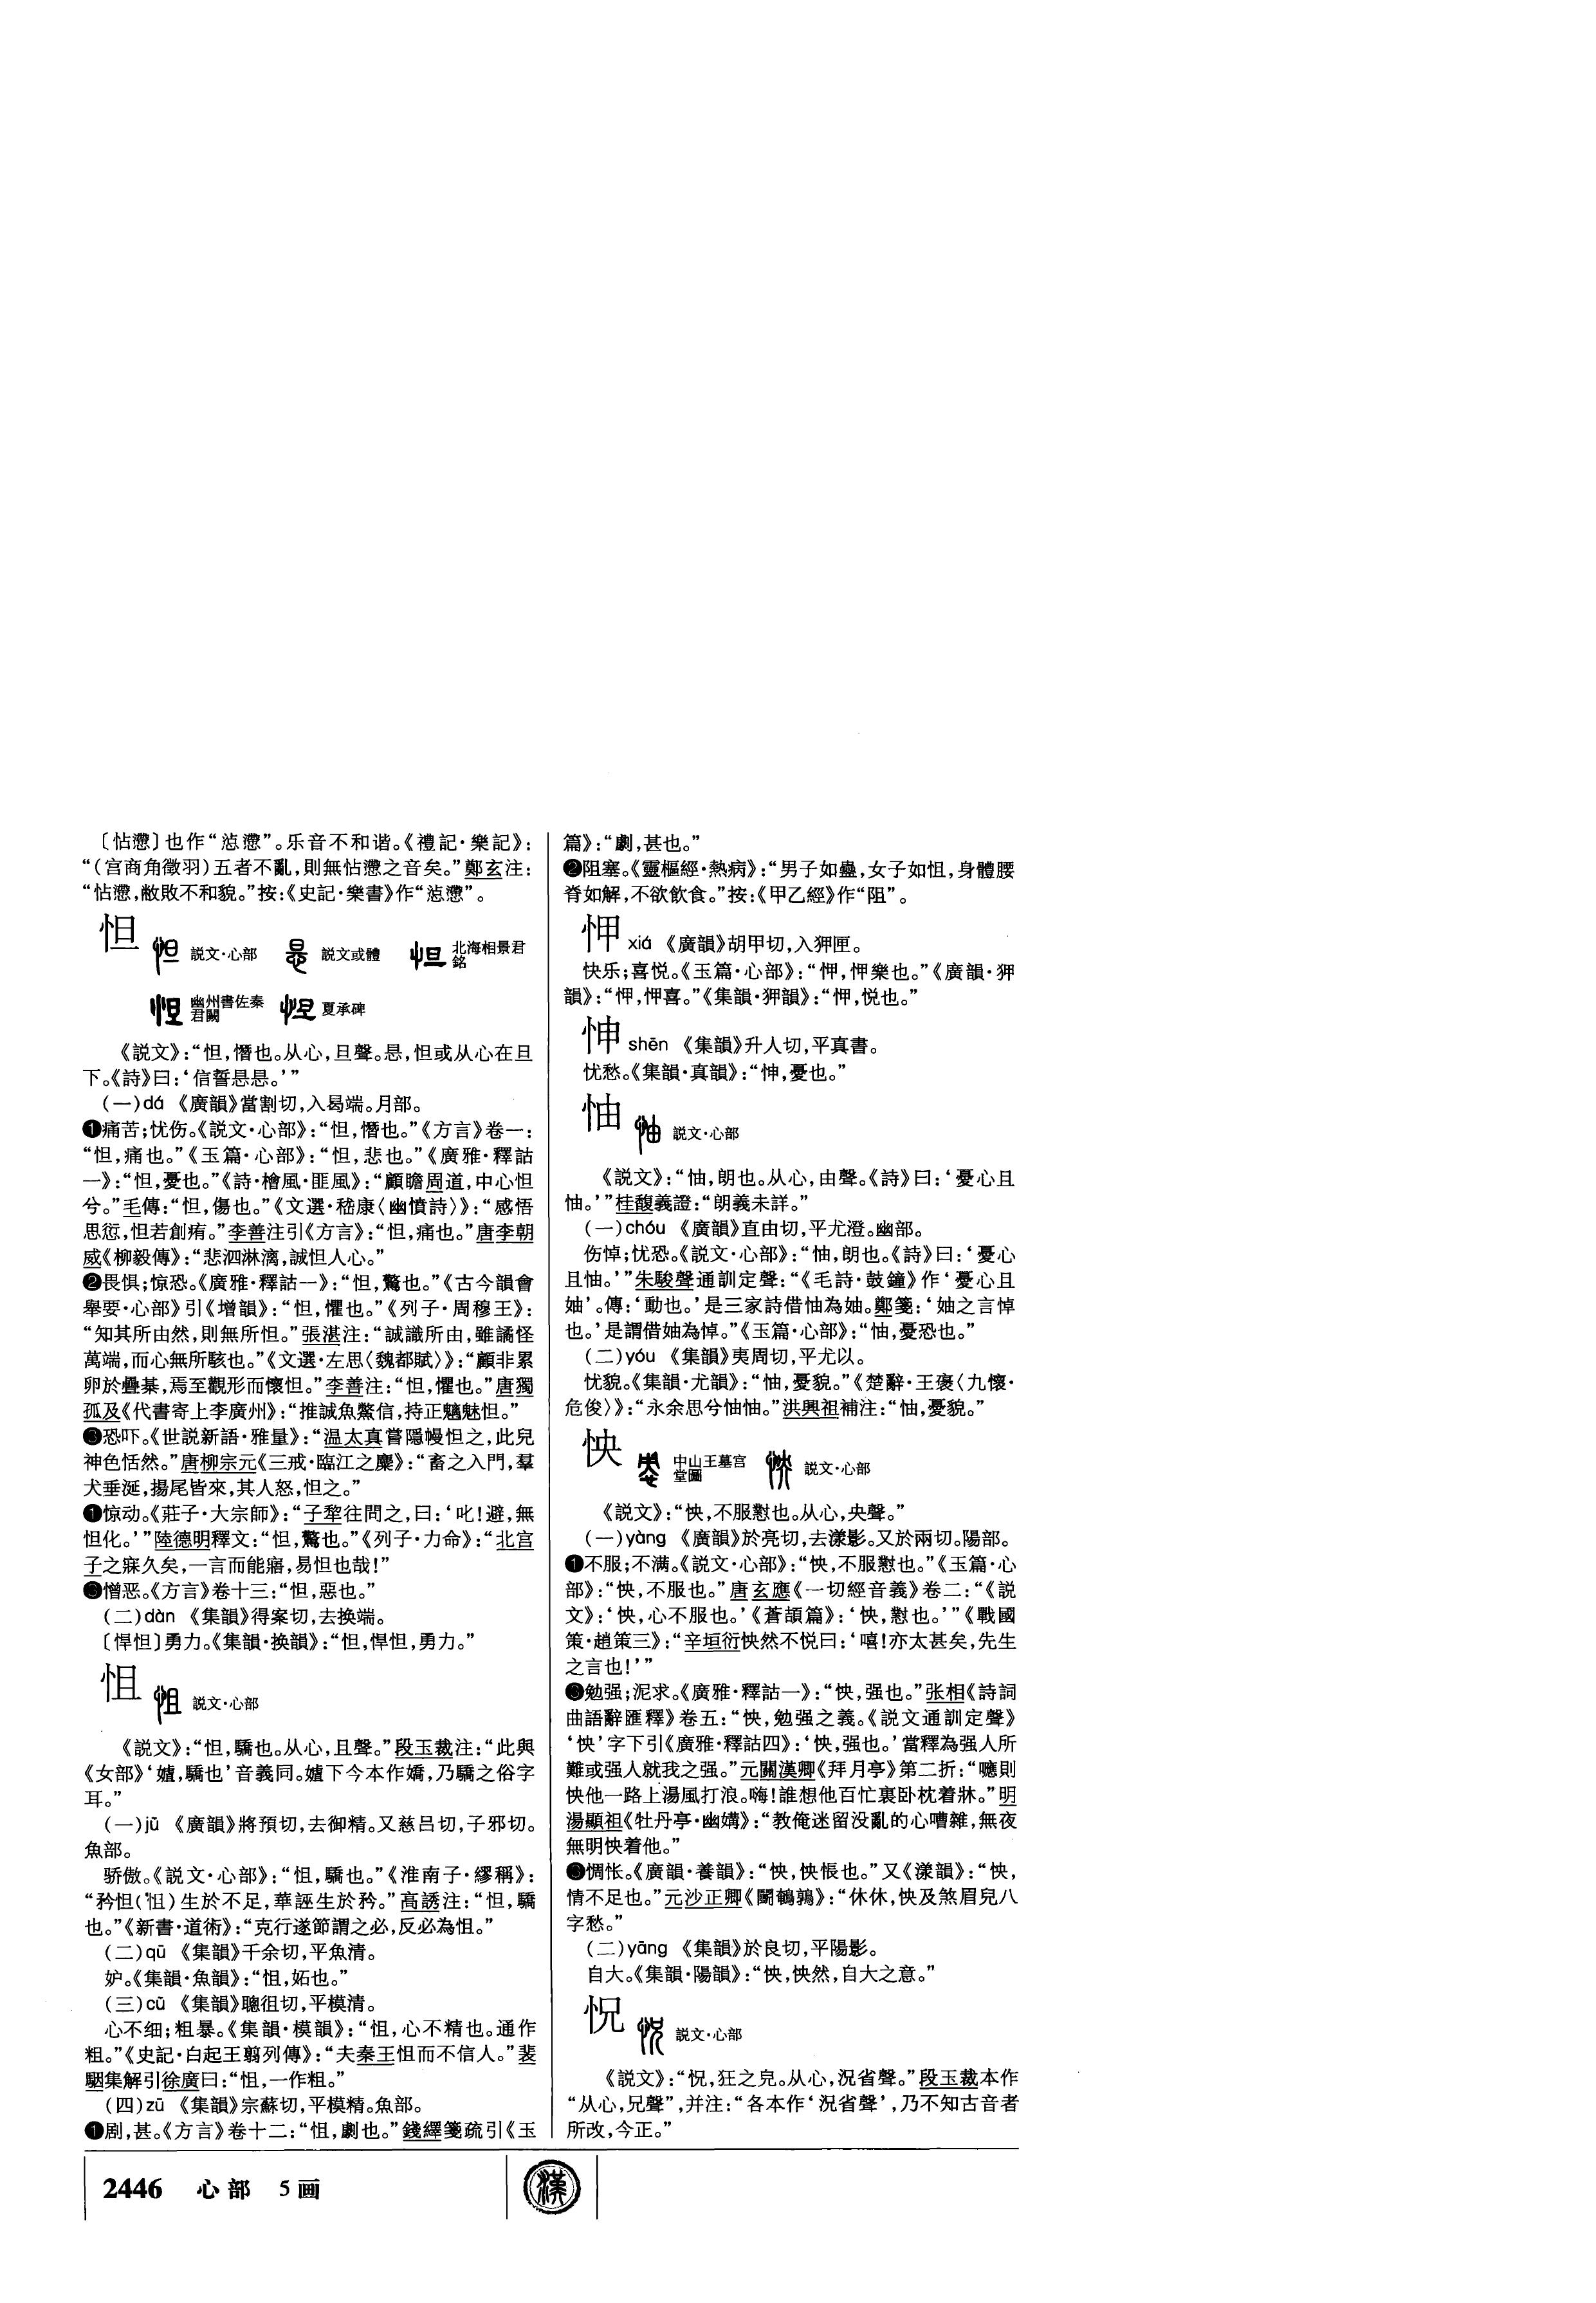 〔怗懘〕也作“惉懘”。乐音不和谐。《禮記·樂記》:
“(宫商角徵羽)五者不亂,則無怗懘之音矣。”鄭玄注:
“怗懘,敝敗不和貌。”按:《史記·樂書》作“惉懘”。
怛 説文·心部 説文或體 北海相景君銘
幽州書佐秦君闕 夏承碑
《説文》:“怛,憯也。从心,旦聲。悬,怛或从心在旦
下。《詩》曰:‘信誓悬悬。’”
(一)dá 《廣韻》當割切,入曷端。月部。
❶痛苦;忧伤。《説文·心部》:“怛,憯也。”《方言》卷一:
“怛,痛也。”《玉篇·心部》:“怛,悲也。”《廣雅·釋詁
一》:“怛,憂也。”《詩·檜風·匪風》:“顧瞻周道,中心怛
兮。”毛傳:“怛,傷也。”《文選·嵇康〈幽憤詩〉》:“感悟
思愆,怛若創痏。”李善注引《方言》:“怛,痛也。”唐李朝
威《柳毅傳》:“悲泗淋漓,誠怛人心。”
❷畏惧;惊恐。《廣雅·釋詁一》:“怛,驚也。”《古今韻會
舉要·心部》引《增韻》:“怛,懼也。”《列子·周穆王》:
“知其所由然,則無所怛。”張湛注:“誠識所由,雖譎怪
萬端,而心無所駭也。”《文選·左思〈魏都賦〉》:“顧非累
卵於疊棊,焉至觀形而懷怛。”李善注:“怛,懼也。”唐獨
孤及《代書寄上李廣州》:“推誠魚鱉信,持正魑魅怛。”
❸恐吓。《世説新語·雅量》:“温太真嘗隱幔怛之,此兒
神色恬然。”唐柳宗元《三戒·臨江之麋》:“畜之入門,羣
犬垂涎,揚尾皆來,其人怒,怛之。”
❶惊动。《莊子·大宗師》:“子犂往問之,曰:‘叱!避,無
怛化。’”陸德明釋文:“怛,驚也。”《列子·力命》:“北宫
子之寐久矣,一言而能寤,易怛也哉!”
❸憎恶。《方言》卷十三:“怛,惡也。”
(二)dàn 《集韻》得案切,去换端。
〔悍怛〕勇力。《集韻·换韻》:“怛,悍怛,勇力。”
怚 説文·心部
《説文》:“怚,驕也。从心,且聲。”段玉裁注:“此與
《女部》‘嫭,驕也’音義同。嫭下今本作嬌,乃驕之俗字
耳。”
(一)jù 《廣韻》將預切,去御精。又慈吕切,子邪切。
魚部。
骄傲。《説文·心部》:“怚,驕也。”《淮南子·繆稱》:
“矜怛(怚)生於不足,華誣生於矜。”高誘注:“怚,驕
也。”《新書·道術》:“克行遂節謂之必,反必為怚。”
(二)qū 《集韻》千余切,平魚清。
妒。《集韻·魚韻》:“怚,妬也。”
(三)cū 《集韻》聰徂切,平模清。
心不细;粗暴。《集韻·模韻》:“怚,心不精也。通作
粗。”《史記·白起王翦列傳》:“夫秦王怚而不信人。”裴
駰集解引徐廣曰:“怚,一作粗。”
(四)zū 《集韻》宗蘇切,平模精。魚部。
❶剧,甚。《方言》卷十二:“怚,劇也。”錢繹箋疏引《玉
篇》:“劇,甚也。”
❷阻塞。《靈樞經·熱病》:“男子如蠱,女子如怚,身體腰
脊如解,不欲飲食。”按:《甲乙經》作“阻”。
㤇 xiá 《廣韻》胡甲切,入狎匣。
快乐;喜悦。《玉篇·心部》:“㤇,㤇樂也。”《廣韻·狎
韻》:“㤇,㤇喜。”《集韻·狎韻》:“㤇,悦也。”
㤓 shēn 《集韻》升人切,平真書。
忧愁。《集韻·真韻》:“㤓,憂也。”
怞 説文·心部
《説文》:“怞,朗也。从心,由聲。《詩》曰:‘憂心且
怞。’”桂馥義證:“朗義未詳。”
(一)chóu 《廣韻》直由切,平尤澄。幽部。
伤悼;忧恐。《説文·心部》:“怞,朗也。《詩》曰:‘憂心
且怞。’”朱駿聲通訓定聲:“《毛詩·鼓鐘》作‘憂心且
妯’。傳:‘動也。’是三家詩借怞為妯。鄭箋:‘妯之言悼
也。’是謂借妯為悼。”《玉篇·心部》:“怞,憂恐也。”
(二)yóu 《集韻》夷周切,平尤以。
忧貌。《集韻·尤韻》:“怞,憂貌。”《楚辭·王褒〈九懷·
危俊〉》:“永余思兮怞怞。”洪興祖補注:“怞,憂貌。”
怏 中山王墓宫堂圖 説文·心部
《説文》:“怏,不服懟也。从心,央聲。”
(一)yàng 《廣韻》於亮切,去漾影。又於兩切。陽部。
❶不服;不满。《説文·心部》:“怏,不服懟也。”《玉篇·心
部》:“怏,不服也。”唐玄應《一切經音義》卷二:“《説
文》:‘怏,心不服也。’《蒼頡篇》:‘怏,懟也。’”《戰國
策·趙策三》:“辛垣衍怏然不悦曰:‘嘻!亦太甚矣,先生
之言也!’”
❸勉强;泥求。《廣雅·釋詁一》:“怏,强也。”张相《詩詞
曲語辭匯釋》卷五:“怏,勉强之義。《説文通訓定聲》
‘怏’字下引《廣雅·釋詁四》:‘怏,强也。’當釋為强人所
難或强人就我之强。”元關漢卿《拜月亭》第二折:“噫則
怏他一路上湯風打浪。嗨!誰想他百忙裏卧枕着牀。”明
湯顯祖《牡丹亭·幽媾》:“教俺迷留没亂的心嘈雜,無夜
無明怏着他。”
❸惆怅。《廣韻·養韻》:“怏,怏悵也。”又《漾韻》:“怏,
情不足也。”元沙正卿《鬭鵪鶉》:“休休,怏及煞眉兒八
字愁。”
(二)yāng 《集韻》於良切,平陽影。
自大。《集韻·陽韻》:“怏,怏然,自大之意。”
怳 説文·心部
《説文》:“怳,狂之皃。从心,況省聲。”段玉裁本作
“从心,兄聲”,并注:“各本作‘況省聲’,乃不知古音者
所改,今正。”
2446 心部 5画
漢